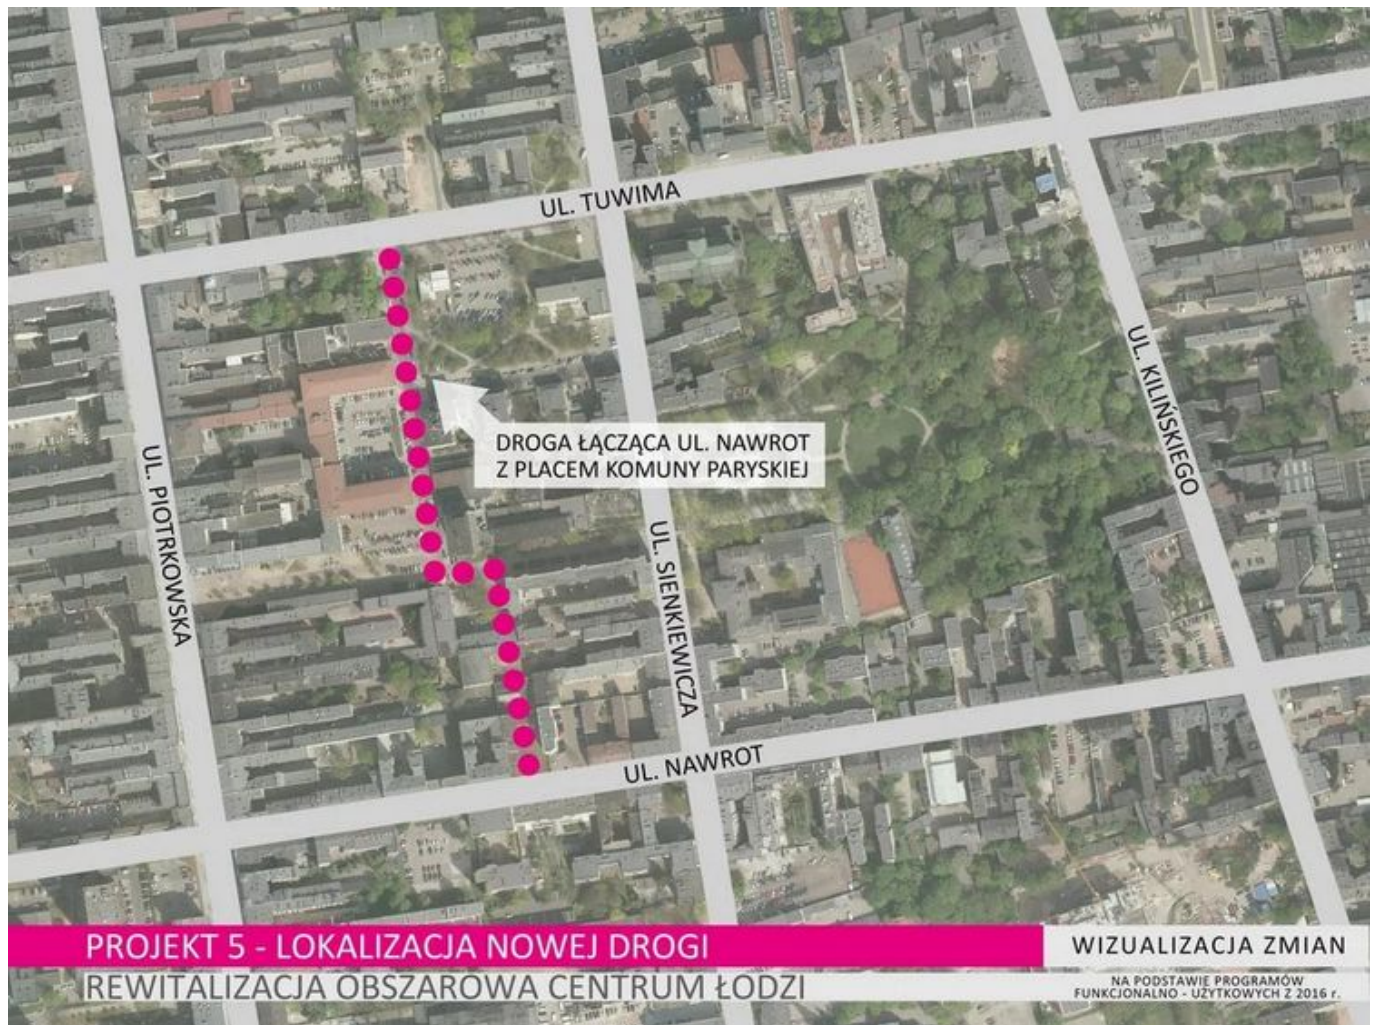 UL. TUWIMA
UL. KILIŃSKIEGO
DROGA ŁĄCZĄCA UL. NAWROT
Z PLACEM KOMUNY PARYSKIEJ
UL. PIOTRKOWSKA
UL. SIENKIEWICZA
UL. NAWROT
PROJEKT 5 - LOKALIZACJA NOWEJ DROGI
WIZUALIZACJA ZMIAN
REWITALIZACJA OBSZAROWA CENTRUM ŁODZI
NA PODSTAWIE PROGRAMÓW
FUNKCJONALNO - UŻYTKOWYCH Z 2016 r.